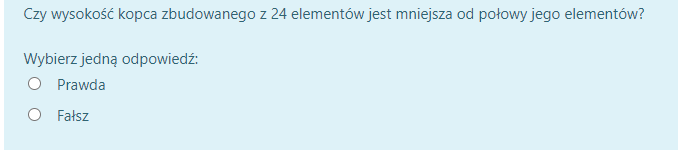 Czy wysokość kopca zbudowanego z 24 elementów jest mniejsza od połowy jego elementów?
Wybierz jedną odpowiedź:
Prawda
Fałsz